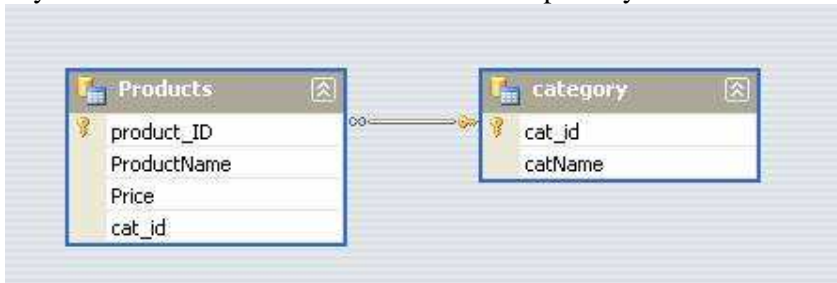 Products
product_ID
ProductName
Price
cat_id
category
cat_id
catName